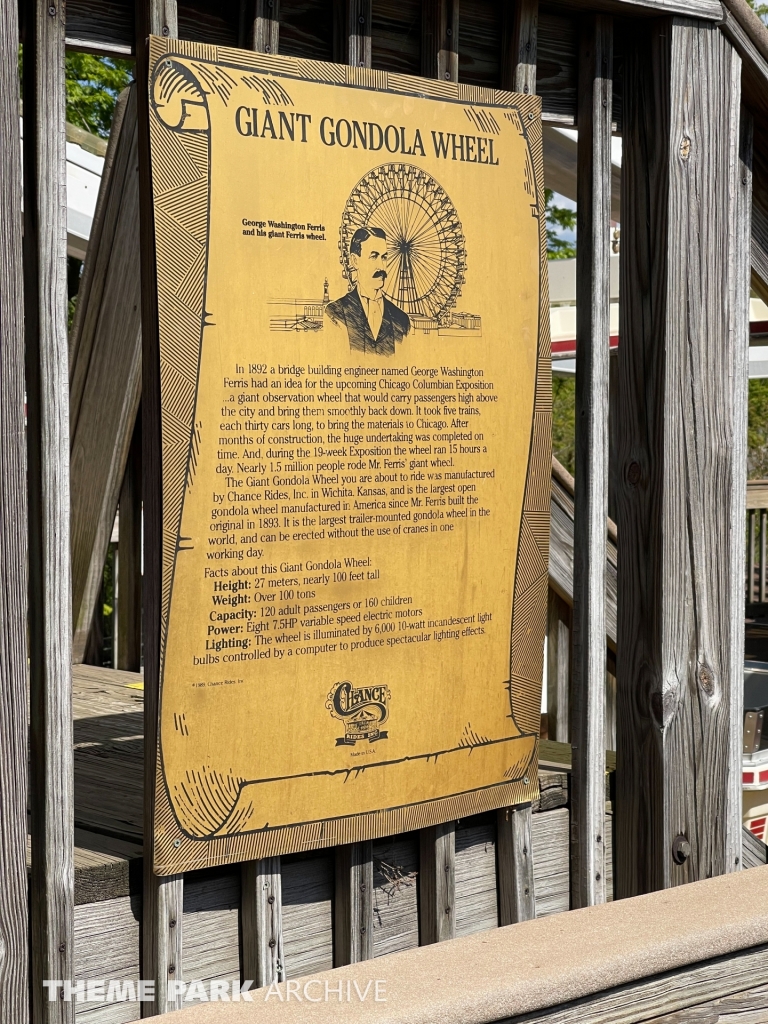 GIANT GONDOLA WHEEL
George Washington Ferris
and his giant Ferris wheel.
In 1892 a bridge building engineer named George Washington
Ferris had an idea for the upcoming Chicago Columbian Exposition
...a giant observation wheel that would carry passengers high above
the city and bring them smoothly back down. It took five trains,
each thirty cars long, to bring the materials to Chicago. After
months of construction, the huge undertaking was completed on
time. And, during the 19-week Exposition the wheel ran 15 hours a
day. Nearly 1.5 million people rode Mr. Ferris' giant wheel.
The Giant Gondola Wheel you are about to ride was manufactured
by Chance Rides, Inc. in Wichita, Kansas, and is the largest open
gondola wheel manufactured in America since Mr. Ferris built the
original in 1893. It is the largest trailer-mounted gondola wheel in the
world, and can be erected without the use of cranes in one
working day.
Facts about this Giant Gondola Wheel:
Height: 27 meters, nearly 100 feet tall
Weight: Over 100 tons
Capacity: 120 adult passengers or 160 children
Power: Eight 7.5HP variable speed electric motors
Lighting: The wheel is illuminated by 6,000 10-watt incandescent light
bulbs controlled by a computer to produce spectacular lighting effects.
Chance Rides, Inc.
CHANCE
RIDES INC
Made in U.S.A.
THEME PARK ARCHIVE